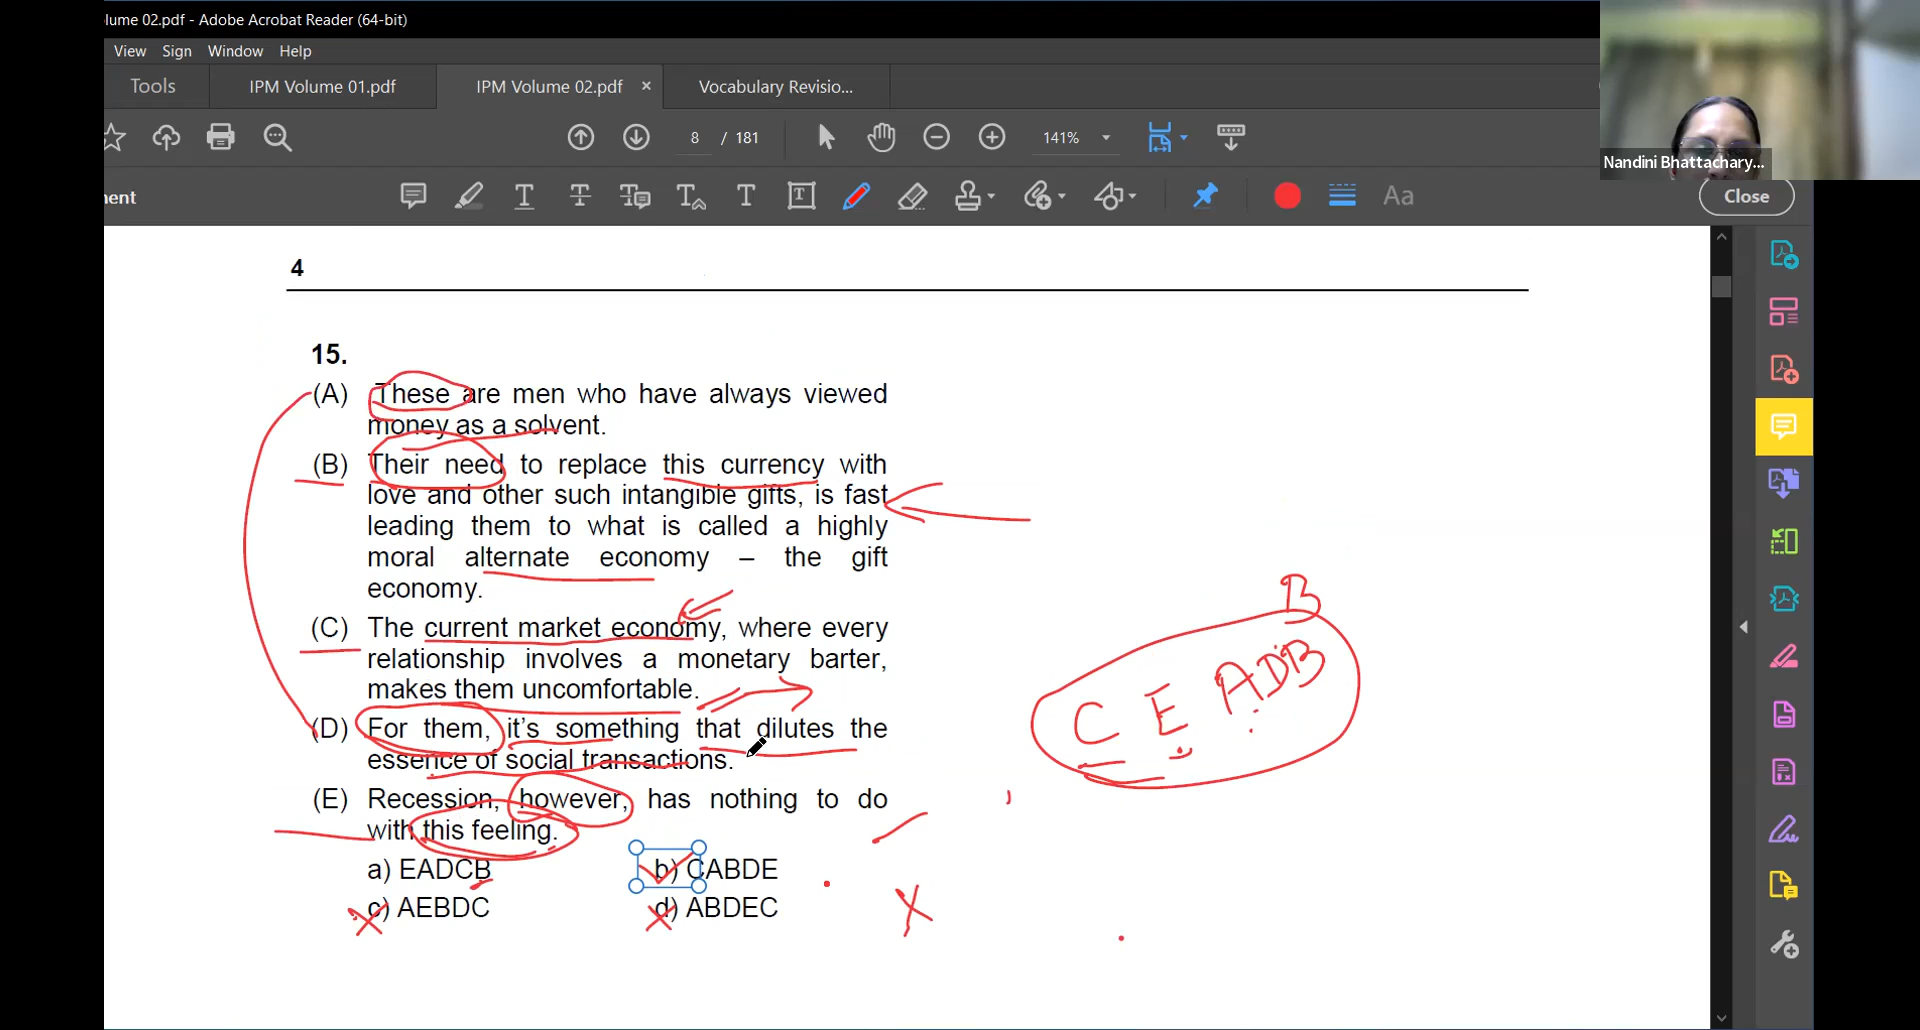 lume 02.pdf - Adobe Acrobat Reader (64-bit)
View Sign Window Help
Tools IPM Volume 01.pdf IPM Volume 02.pdf × Vocabulary Revisio...
8 / 181 141%
Nandini Bhattachary...
ent Aa Close
4
15.
(A) These are men who have always viewed
money as a solvent.
(B) Their need to replace this currency with
love and other such intangible gifts, is fast
leading them to what is called a highly
moral alternate economy – the gift
economy.
(C) The current market economy, where every
relationship involves a monetary barter,
makes them uncomfortable.
(D) For them, it's something that dilutes the
essence of social transactions.
(E) Recession, however, has nothing to do
with this feeling.
a) EADCB b) CABDE
c) AEBDC d) ABDEC
B
C E ADB